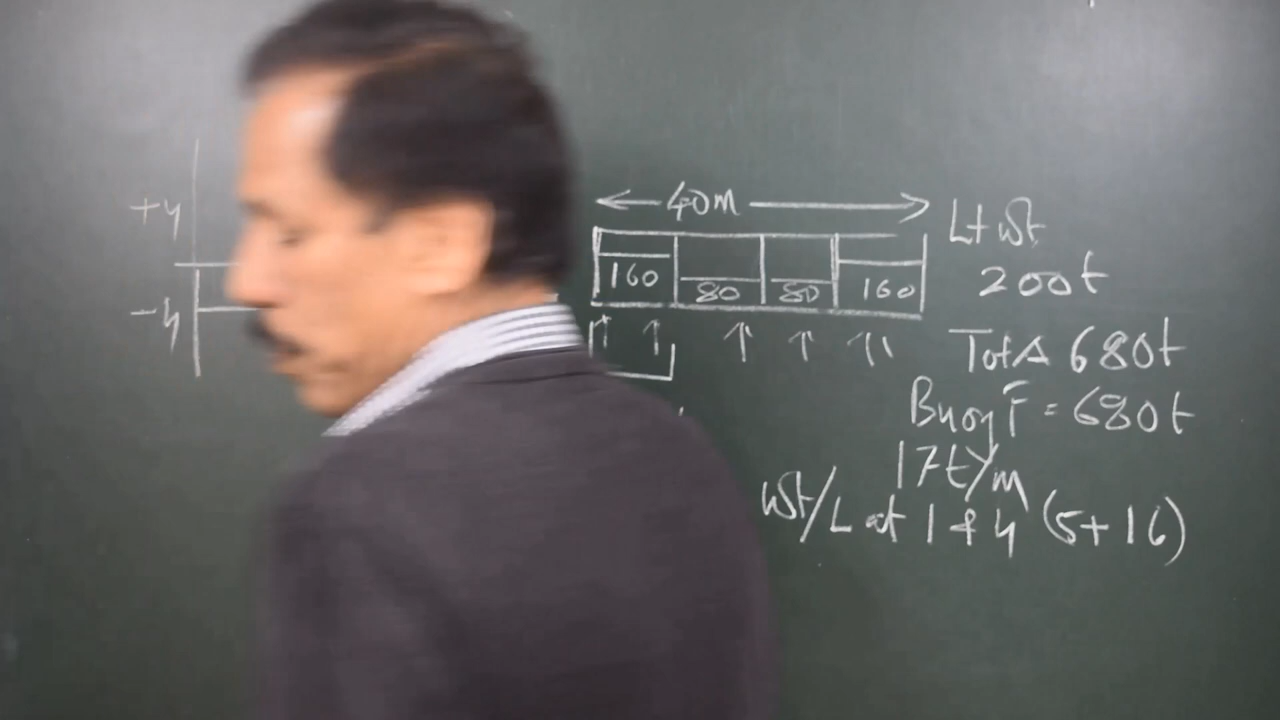 40m
160 80 80 160
Lt wt
200t
+4
-4
Tot Δ 680t
Buoy F = 680t
17t/m
wt/L at 1 & 4 (5+16)